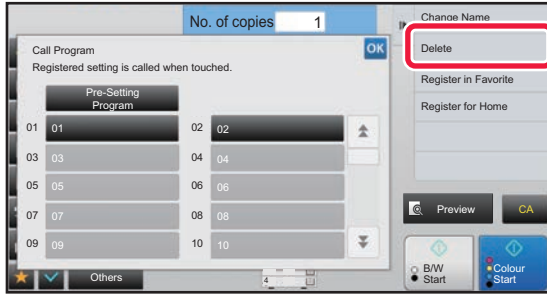 No. of copies 1
Call Program
OK
Registered setting is called when touched.
Pre-Setting
Program
01 01
02 02
03 03
04 04
05 05
06 06
07 07
08 08
09 09
10 10
Others
4
Change Name
Delete
Register in Favorite
Register for Home
Preview
CA
B/W
Start
Colour
Start